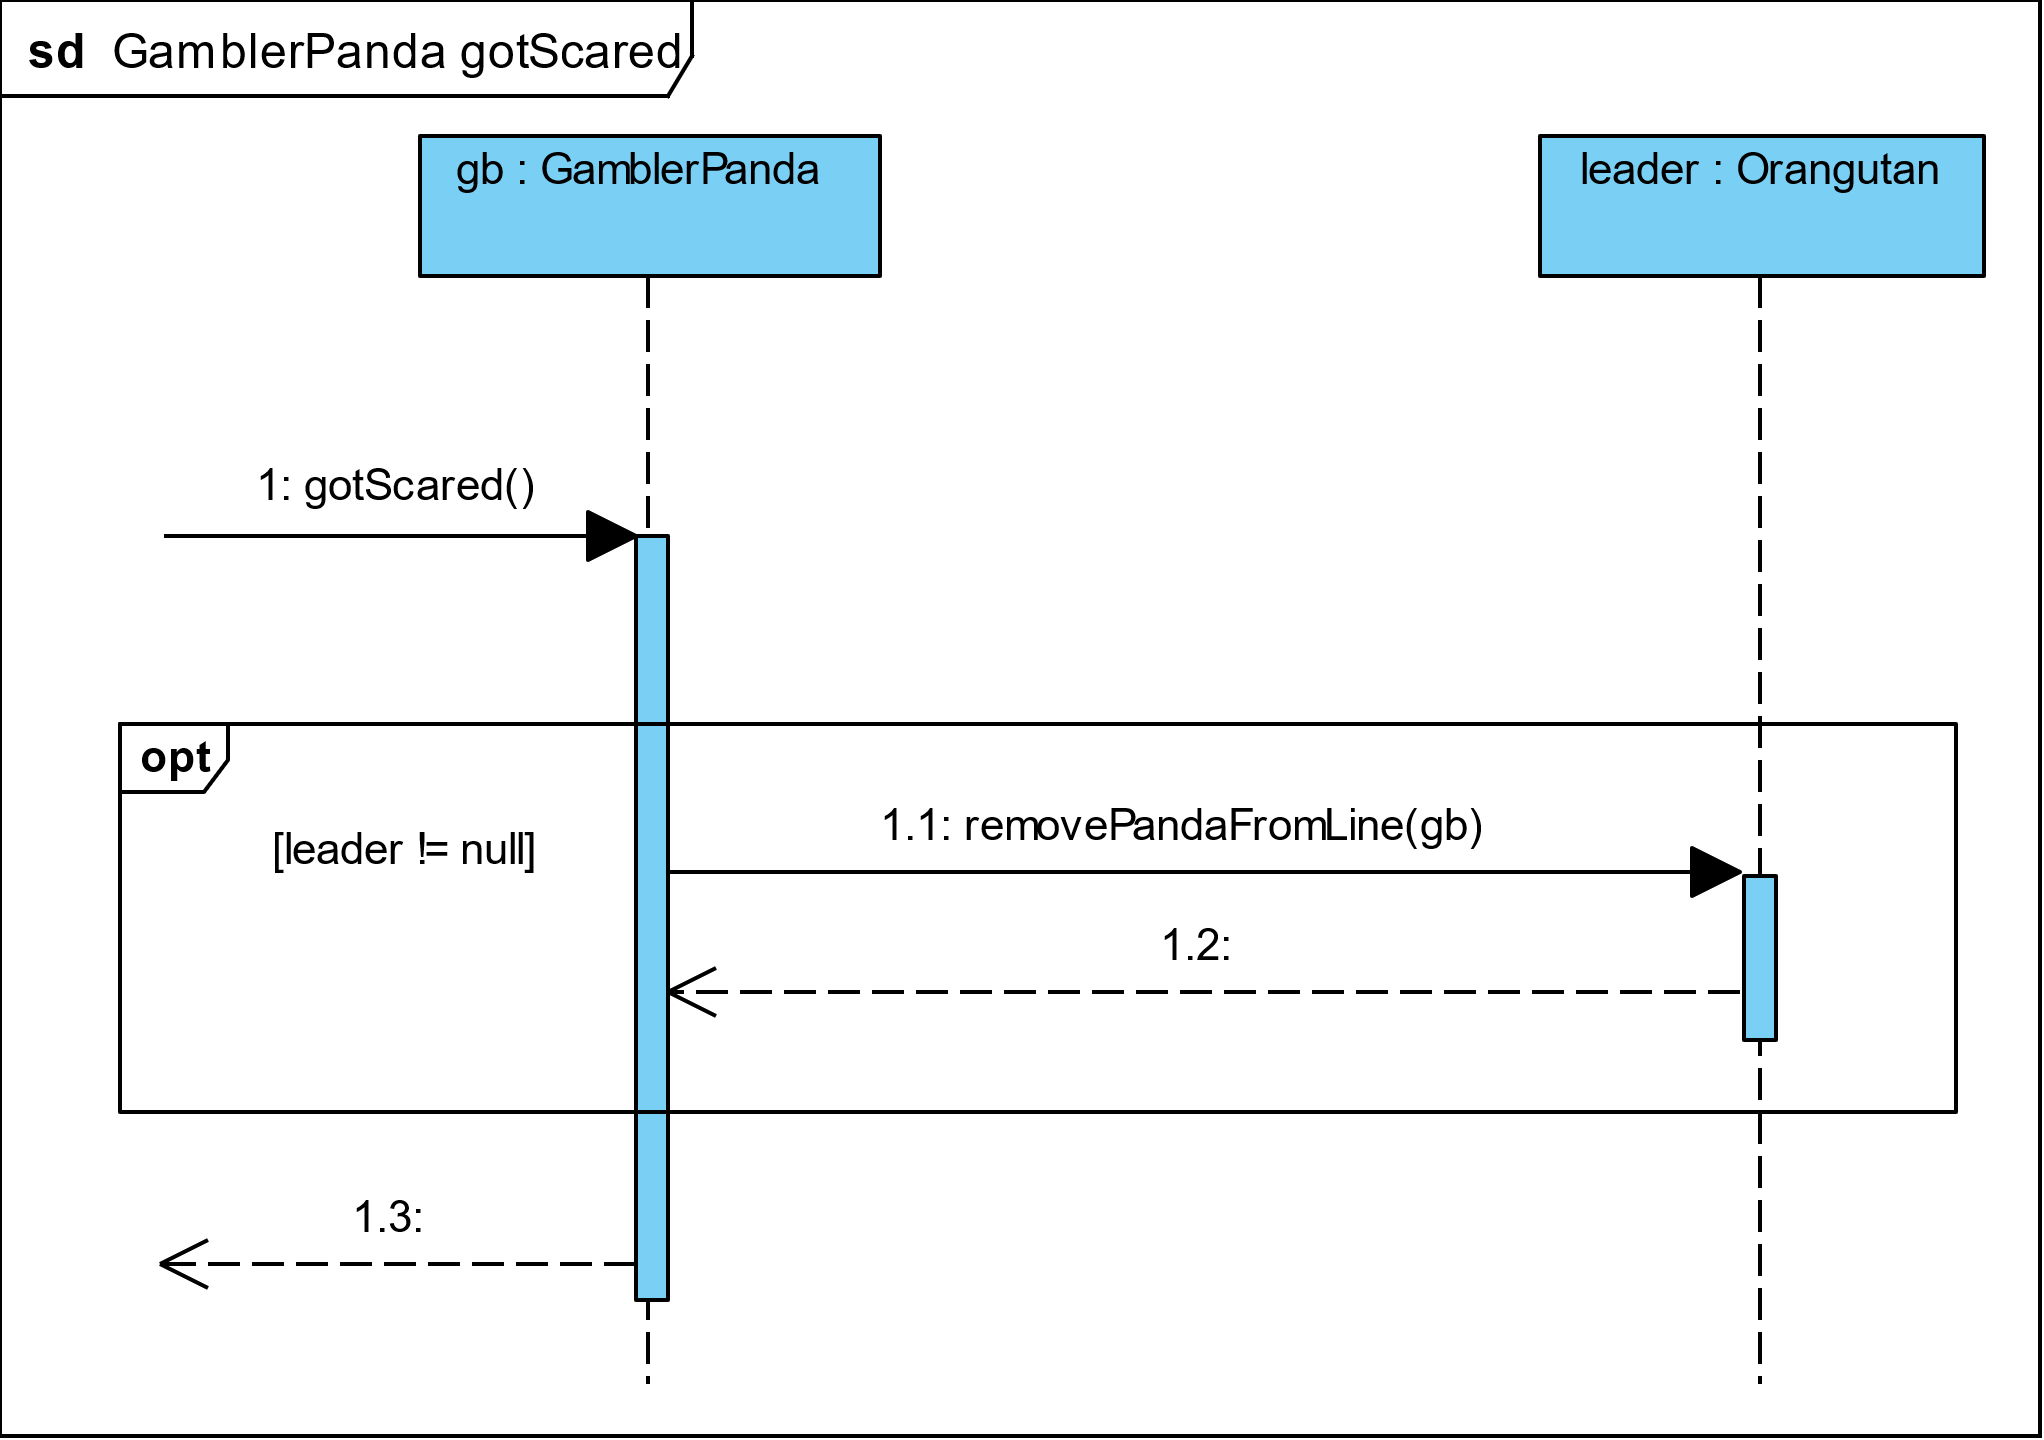 sd GamblerPanda gotScared
gb : GamblerPanda
leader : Orangutan
1: gotScared()
opt
[leader != null]
1.1: removePandaFromLine(gb)
1.2:
1.3: